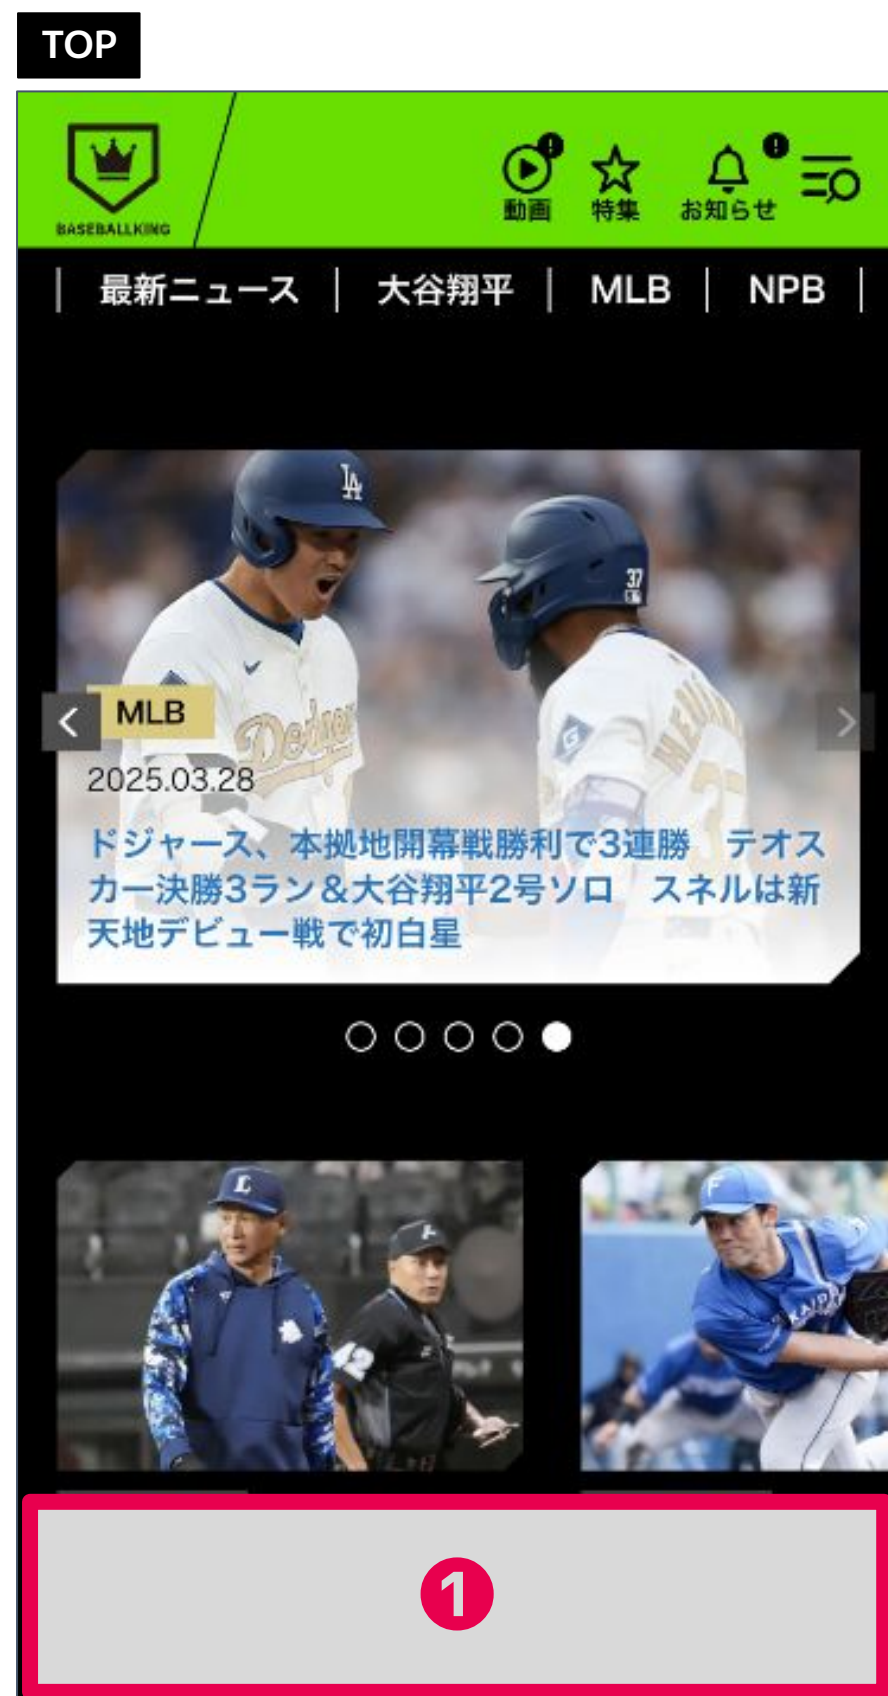 TOP
BASEBALLKING
動画
特集
お知らせ
最新ニュース
大谷翔平
MLB
NPB
LA
37
Dodgers
MLB
2025.03.28
ドジャース、本拠地開幕戦勝利で3連勝　テオス
カー決勝3ラン＆大谷翔平2号ソロ　スネルは新
天地デビュー戦で初白星
L
F
42
1